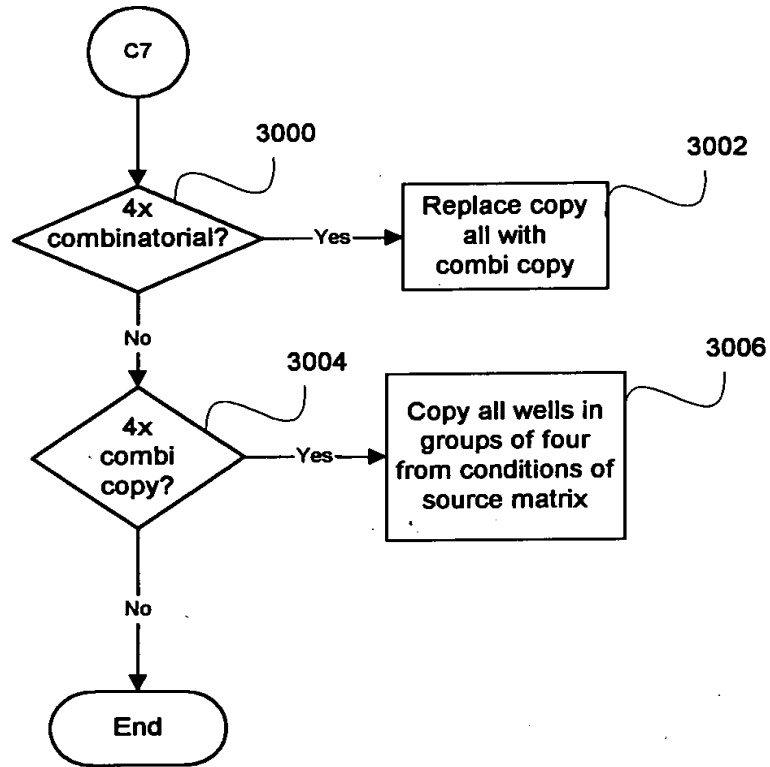 C7
3000
4x
combinatorial?
Yes
3002
Replace copy
all with
combi copy
No
3004
4x
combi
copy?
Yes
3006
Copy all wells in
groups of four
from conditions of
source matrix
No
End